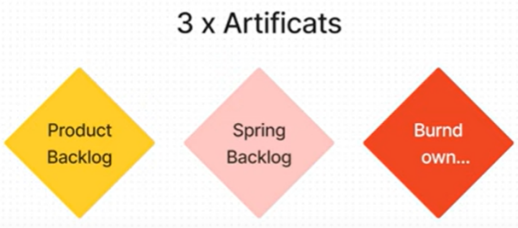 3 x Artificats
Product
Backlog
Spring
Backlog
Burnd
own...